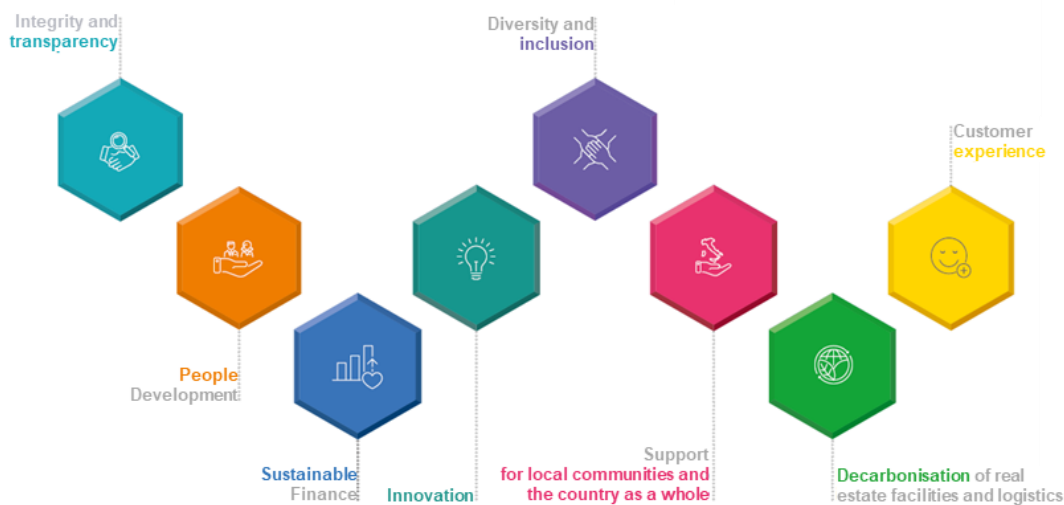 Integrity and
transparency
Diversity and
inclusion
Customer
experience
People
Development
Sustainable
Finance
Innovation
Support
for local communities and
the country as a whole
Decarbonisation of real
estate facilities and logistics